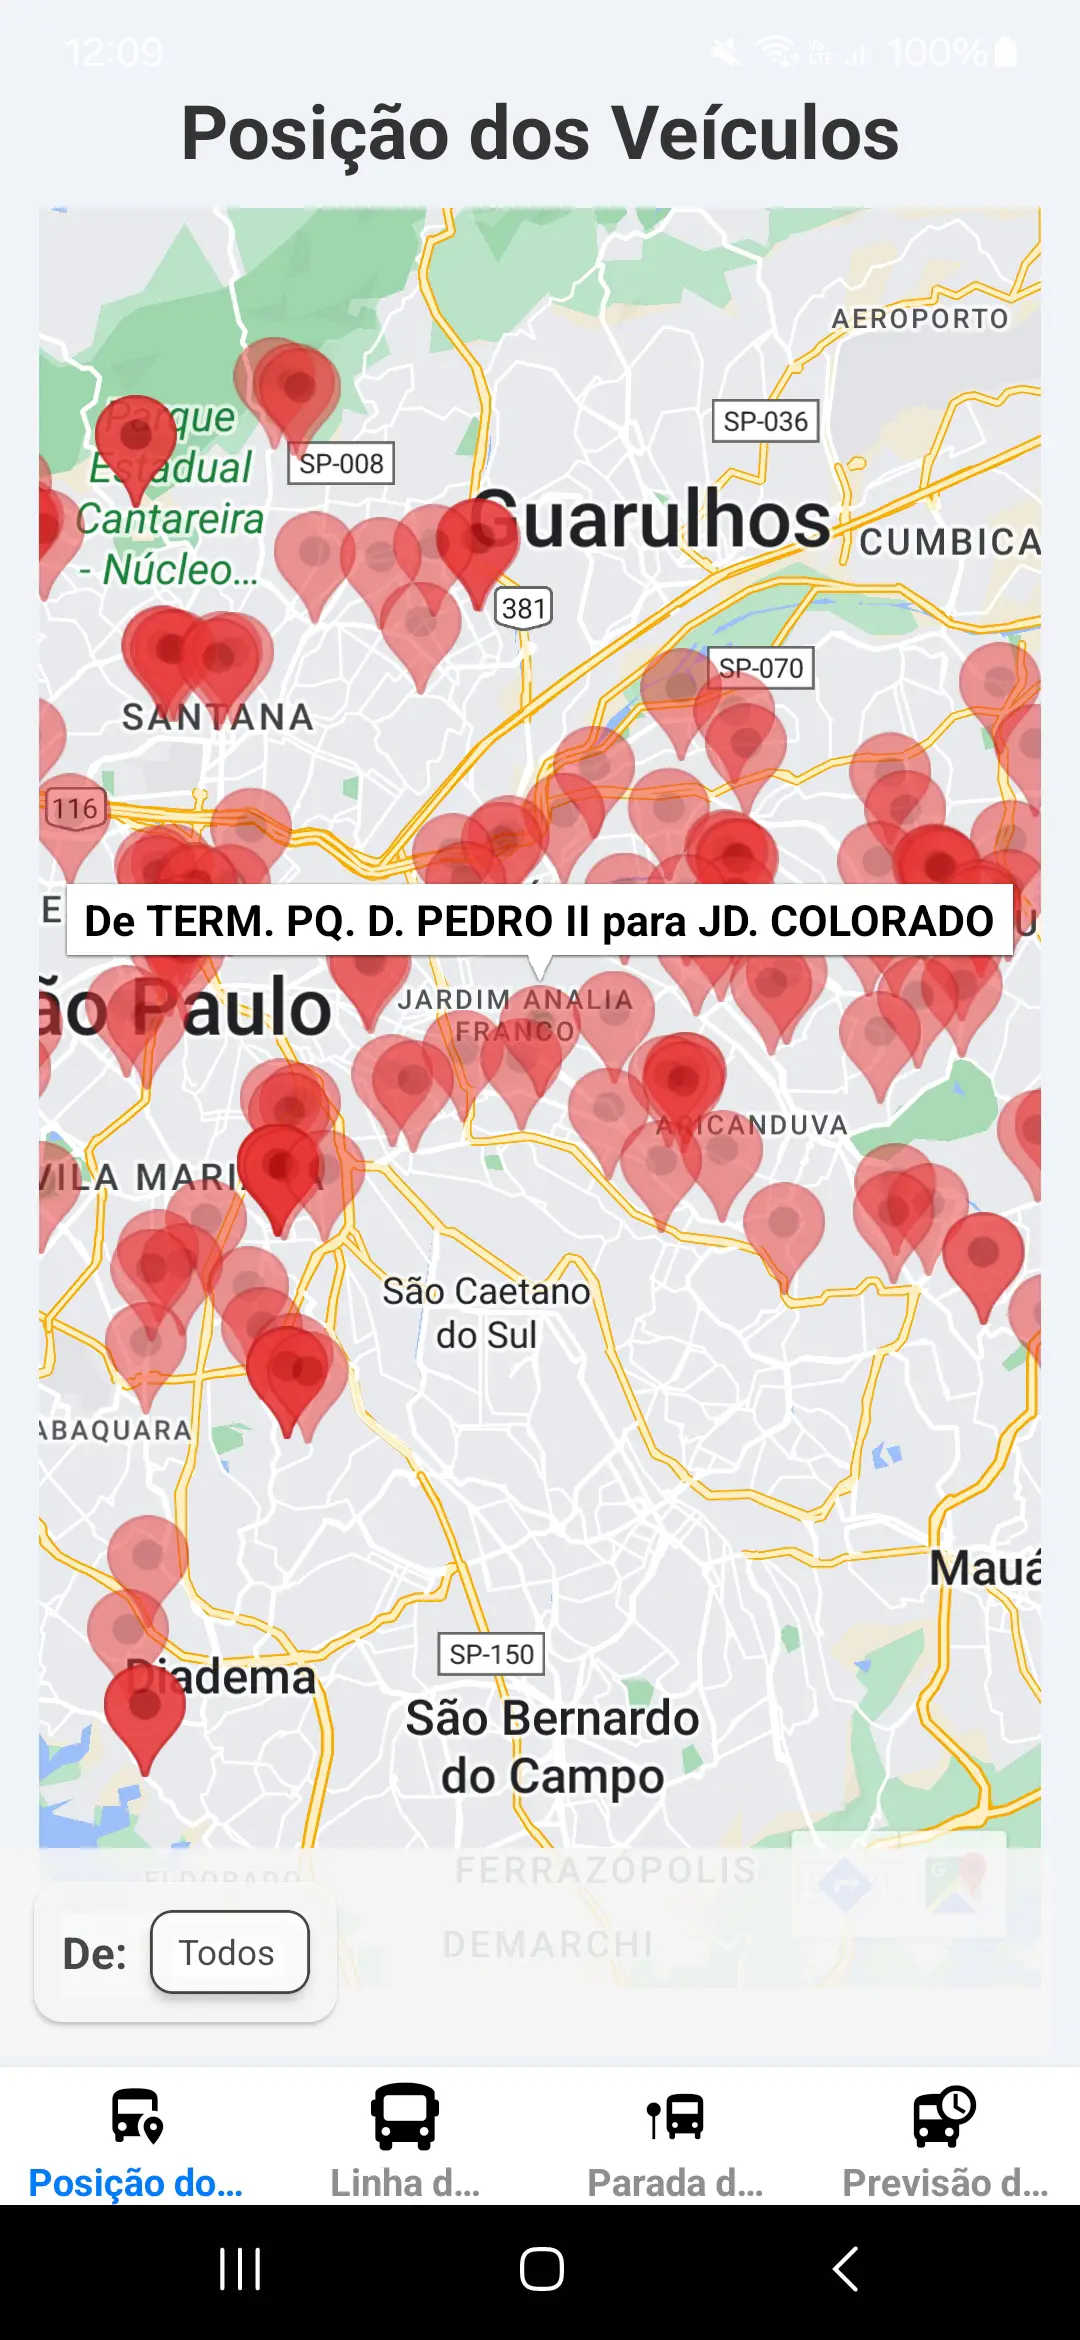 12:09
Vo LTE
100%
Posição dos Veículos
AEROPORTO
SP-036
Parque
Estadual
Cantareira
- Núcleo...
SP-008
Guarulhos
CUMBICA
381
SP-070
SANTANA
116
De TERM. PQ. D. PEDRO II para JD. COLORADO
ão Paulo
JARDIM ANALIA
FRANCO
ARICANDUVA
VILA MARI
São Caetano
do Sul
ABAQUARA
Mauá
SP-150
Diadema
São Bernardo
do Campo
ELDORADO
FERRAZÓPOLIS
DEMARCHI
De: Todos
Posição do...
Linha d...
Parada d...
Previsão d...